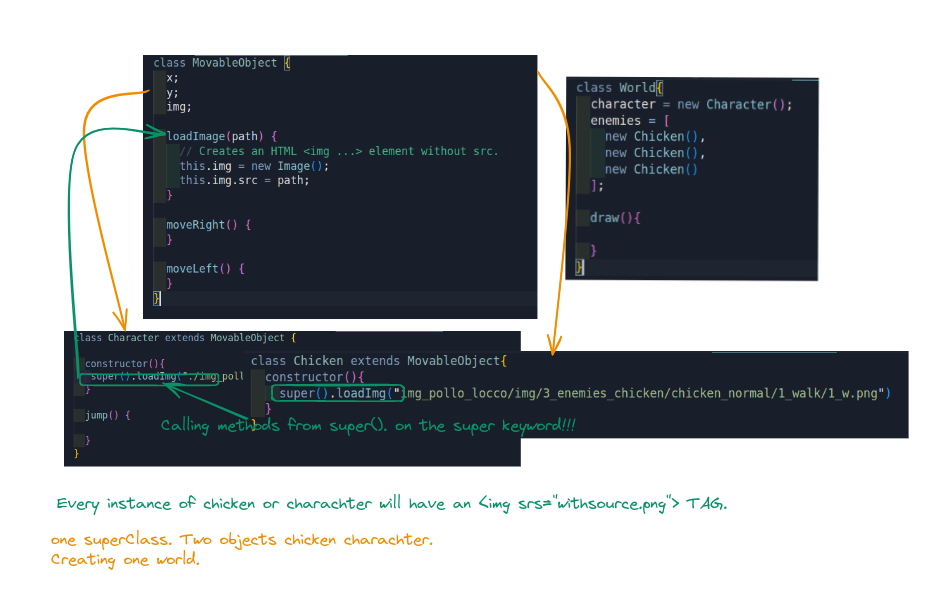 class MovableObject {
x;
y;
img;
loadImage(path) {
// Creates an HTML <img ...> element without src.
this.img = new Image();
this.img.src = path;
}
moveRight() {
}
moveLeft() {
}
}
class World{
character = new Character();
enemies = [
new Chicken(),
new Chicken(),
new Chicken()
];
draw(){
}
}
class Character extends MovableObject {
constructor(){
super().loadImg("./img_poll
}
jump() {
}
}
class Chicken extends MovableObject{
constructor(){
super().loadImg("img_pollo_locco/img/3_enemies_chicken/chicken_normal/1_walk/1_w.png")
}
}
Calling methods from super(). on the super keyword!!!
Every instance of chicken or charachter will have an <img srs="withsource.png"> TAG.
one superClass. Two objects chicken charachter.
Creating one world.